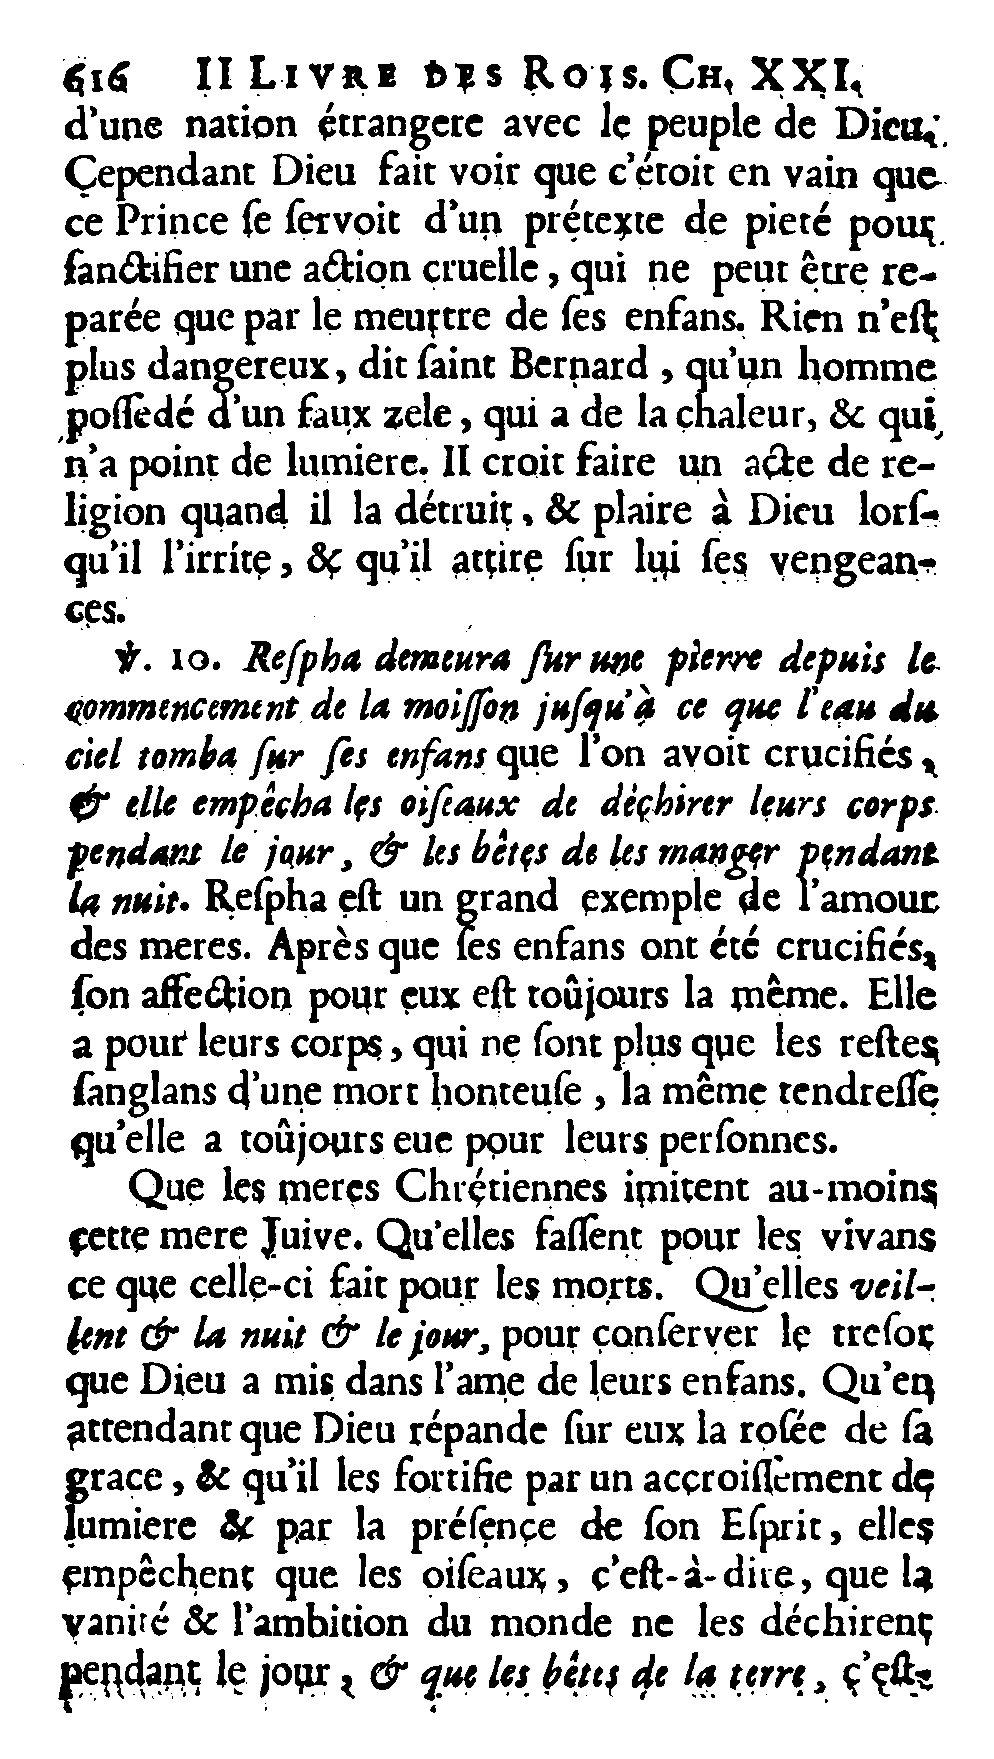 616 II LIVRE DES ROIS. CH. XXI.
d'une nation étrangere avec le peuple de Dieu.
Cependant Dieu fait voir que c'étoit en vain que
ce Prince ſe ſervoit d'un prétexte de pieté pour
ſanctifier une action cruelle, qui ne peut être re-
parée que par le meurtre de ſes enfans. Rien n'eſt
plus dangereux, dit ſaint Bernard, qu'un homme
poſſedé d'un faux zele, qui a de la chaleur, & qui
n'a point de lumiere. Il croit faire un acte de re-
ligion quand il la détruit, & plaire à Dieu lorſ-
qu'il l'irrite, & qu'il attire ſur lui ſes vengean-
ces.
℣. 10. Reſpha demeura ſur une pierre depuis le
commencement de la moiſſon juſqu'à ce que l'eau du
ciel tomba ſur ſes enfans que l'on avoit crucifiés,
& elle empêcha les oiſeaux de déchirer leurs corps
pendant le jour, & les bêtes de les manger pendant
la nuit. Reſpha eſt un grand exemple de l'amour
des meres. Après que ſes enfans ont été crucifiés,
ſon affection pour eux eſt toûjours la même. Elle
a pour leurs corps, qui ne ſont plus que les reſtes
ſanglans d'une mort honteuſe, la même tendreſſe
qu'elle a toûjours eue pour leurs perſonnes.
Que les meres Chrétiennes imitent au-moins
cette mere Juive. Qu'elles faſſent pour les vivans
ce que celle-ci fait pour les morts. Qu'elles veil-
lent & la nuit & le jour, pour conſerver le treſor
que Dieu a mis dans l'ame de leurs enfans. Qu'en
attendant que Dieu répande ſur eux la roſée de ſa
grace, & qu'il les fortifie par un accroiſſement de
lumiere & par la préſence de ſon Eſprit, elles
empêchent que les oiſeaux, c'eſt-à-dire, que la
vanité & l'ambition du monde ne les déchirent
pendant le jour, & que les bêtes de la terre, c'eſt-